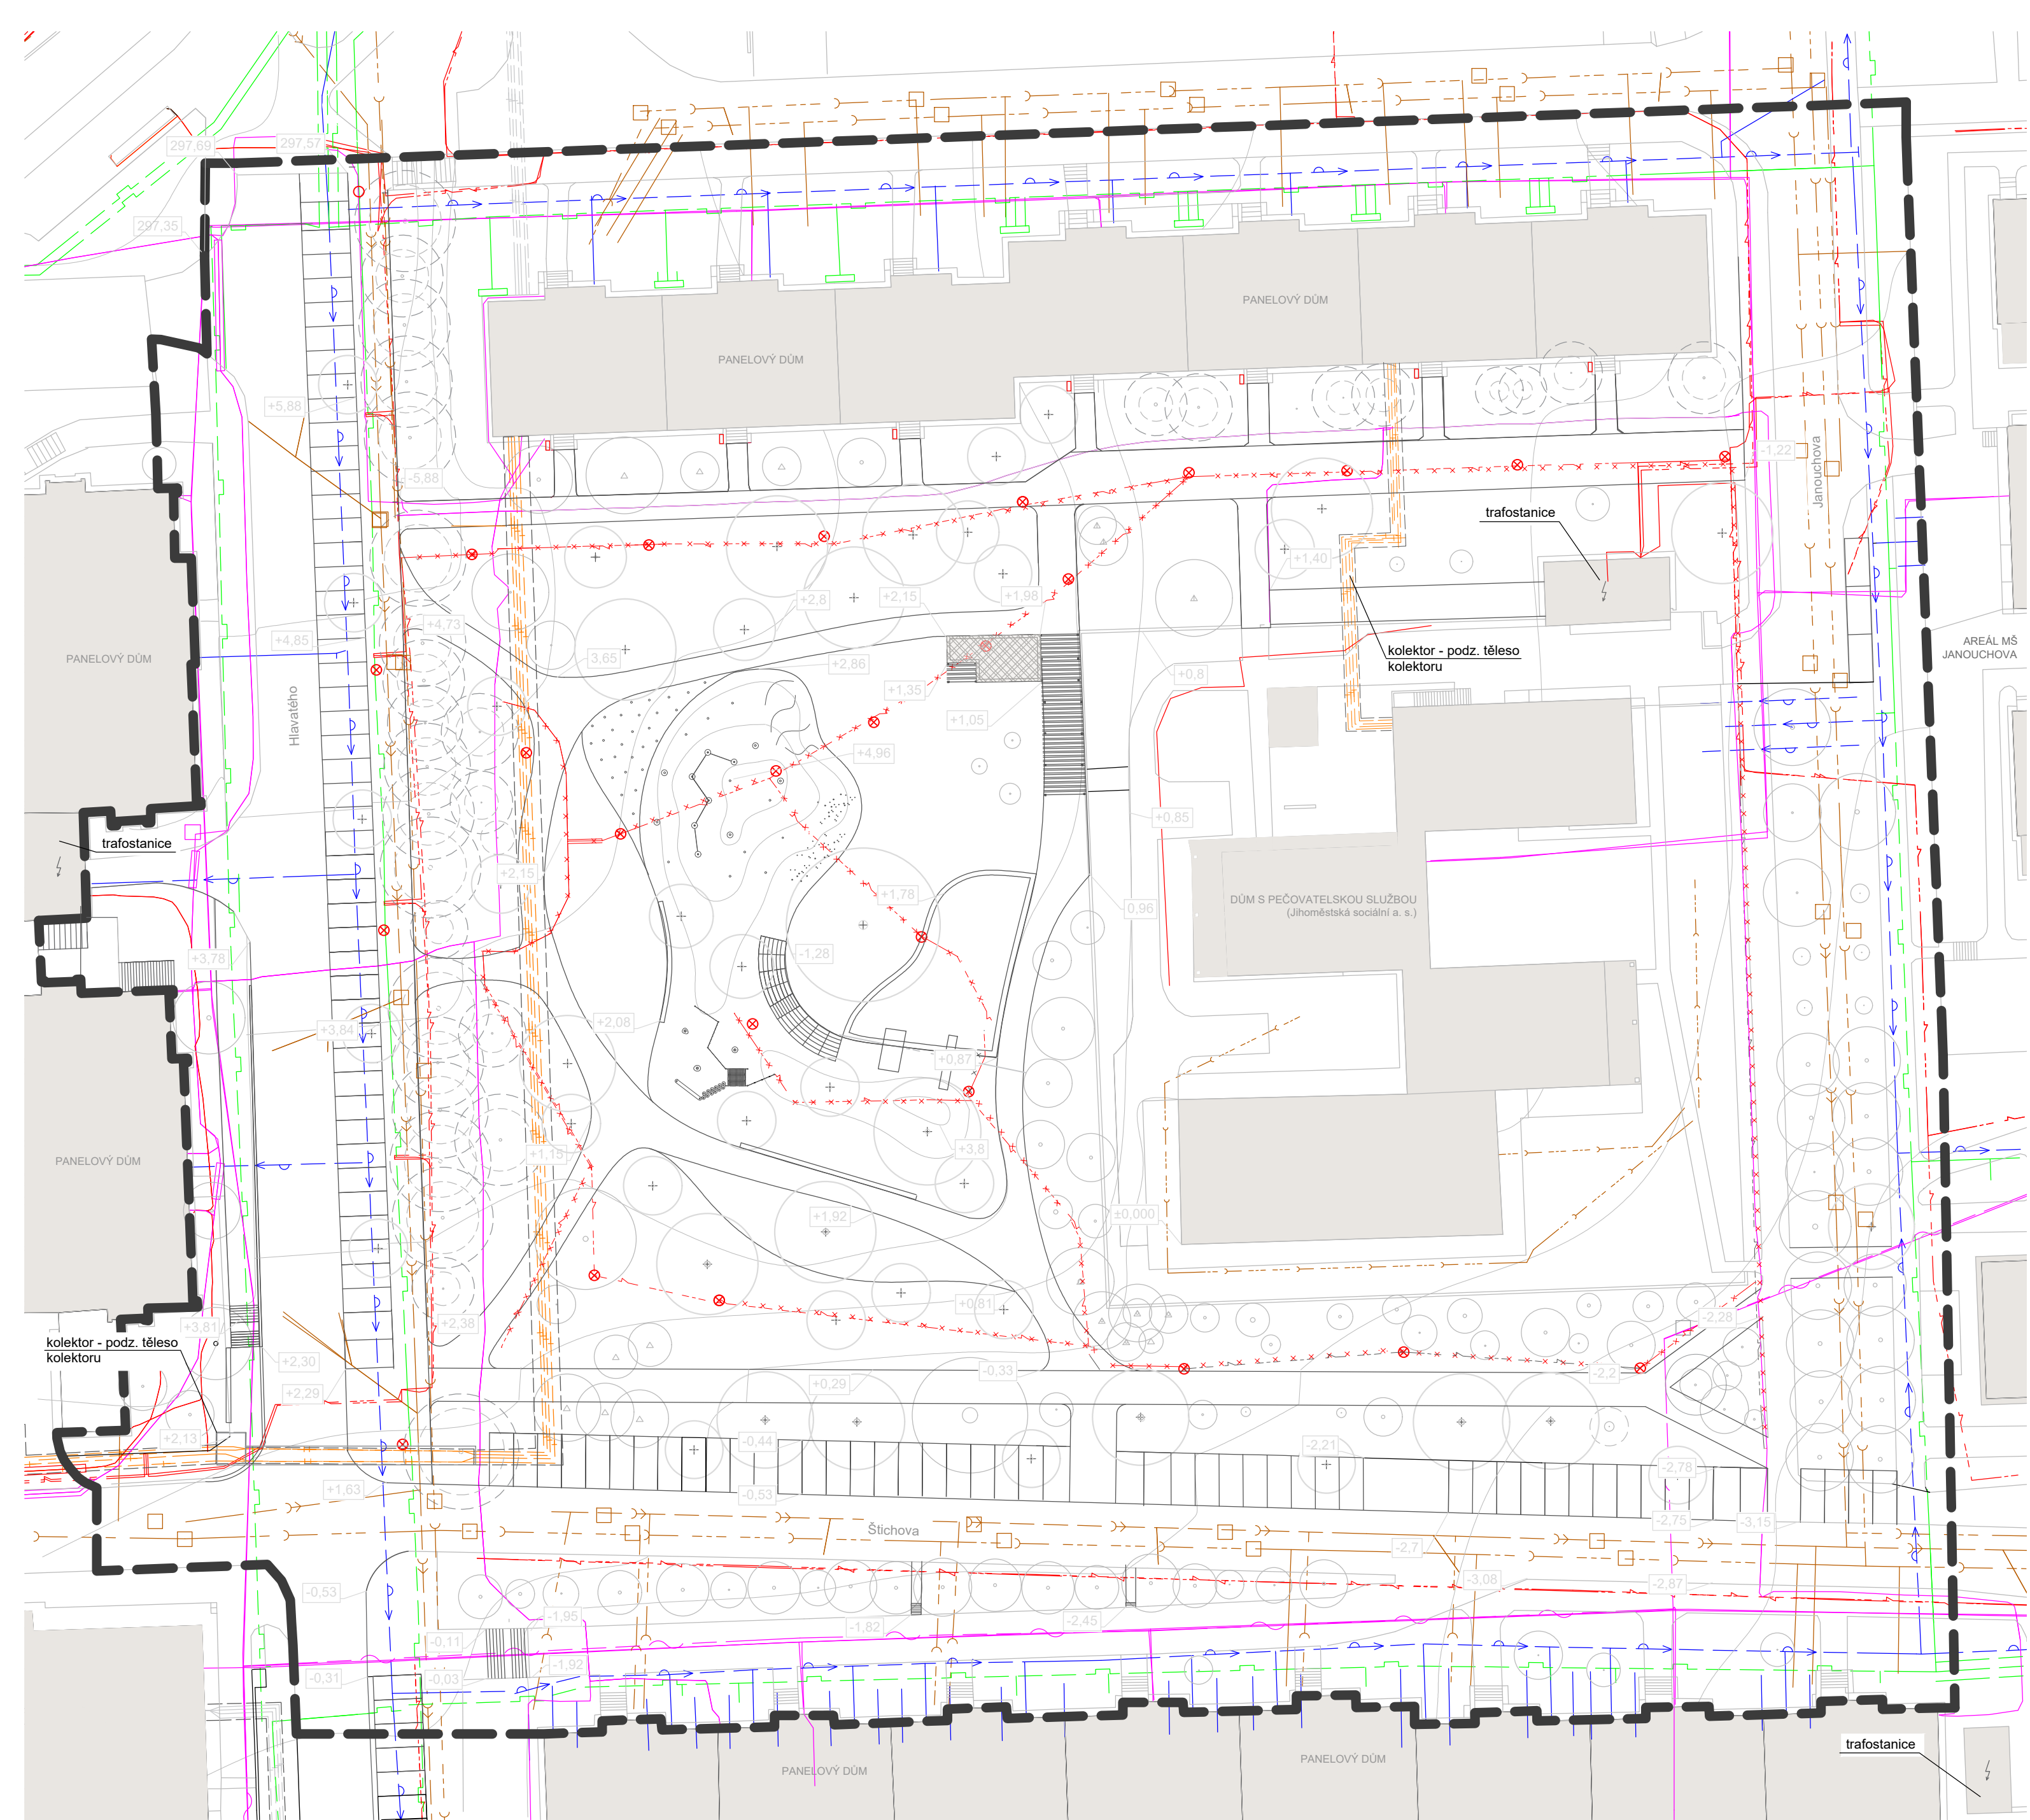 297,69
297,57
297,35
PANELOVÝ DŮM
PANELOVÝ DŮM
+5,88
-5,88
-1,22
Janouchova
trafostanice
+1,40
+2,8
+2,15
+1,98
+4,85
+4,73
3,65
+2,86
kolektor - podz. těleso
kolektoru
AREÁL MŠ
JANOUCHOVA
PANELOVÝ DŮM
+0,8
+1,35
+1,05
Hlavatého
+4,96
+0,85
trafostanice
+2,15
+1,78
0,96
DŮM S PEČOVATELSKOU SLUŽBOU
(Jihoměstská sociální a. s.)
-1,28
+3,78
+2,08
+3,84
+0,87
+3,8
+1,15
PANELOVÝ DŮM
+1,92
±0,000
+0,81
+2,38
-2,28
+3,81
kolektor - podz. těleso
kolektoru
+2,30
-0,33
-2,2
+0,29
+2,29
+2,13
-0,44
-2,21
-2,78
+1,63
-0,53
Štichova
-2,75
-3,15
-2,7
-3,08
-2,87
-0,53
-1,95
-1,82
-2,45
-0,11
-1,92
-0,31
-0,03
trafostanice
PANELOVÝ DŮM
PANELOVÝ DŮM